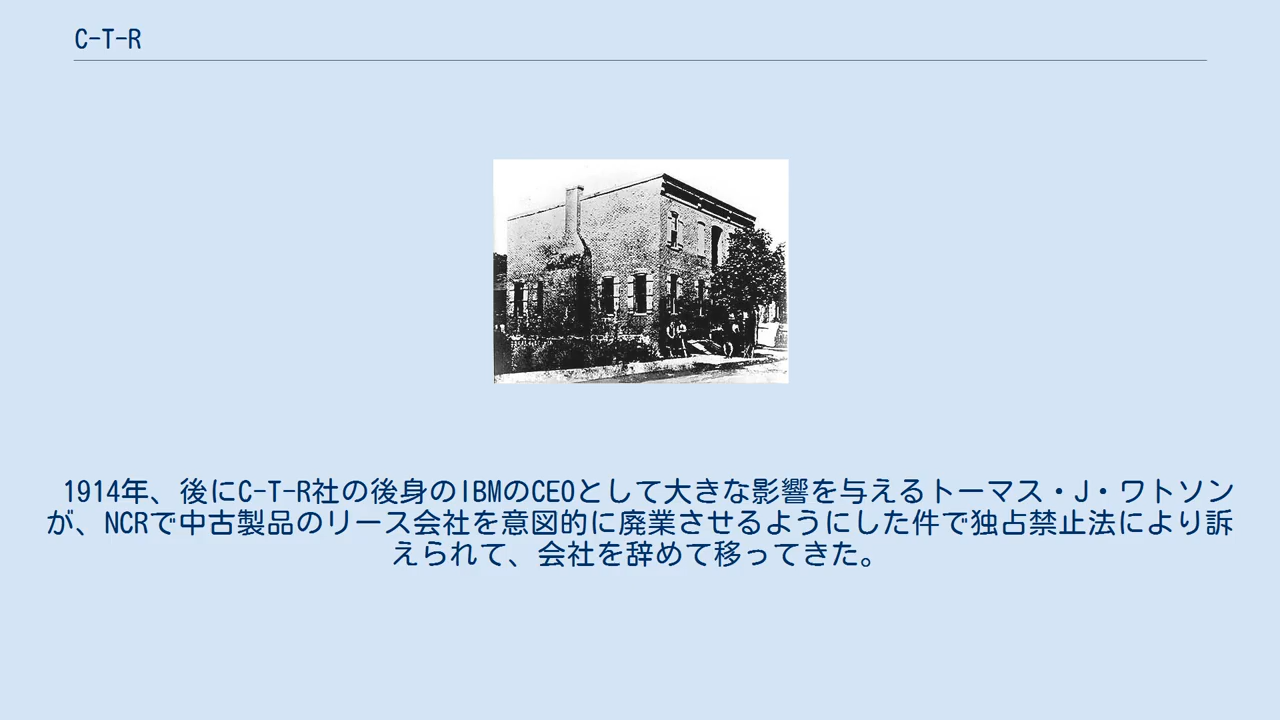 C-T-R
1914年、後にC-T-R社の後身のIBMのCEOとして大きな影響を与えるトーマス・J・ワトソン
が、NCRで中古製品のリース会社を意図的に廃業させるようにした件で独占禁止法により訴
えられて、会社を辞めて移ってきた。